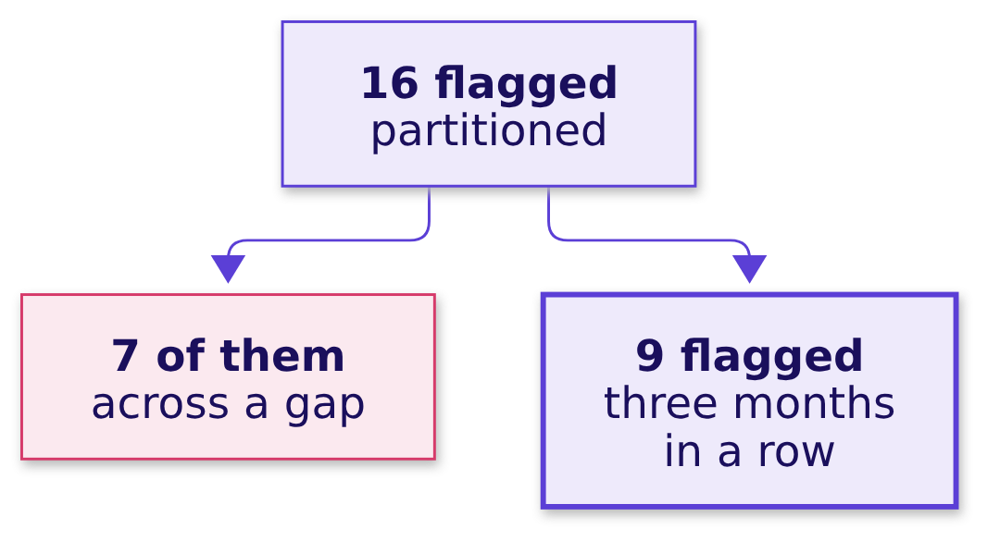 16 flagged
partitioned
7 of them
across a gap
9 flagged
three months
in a row